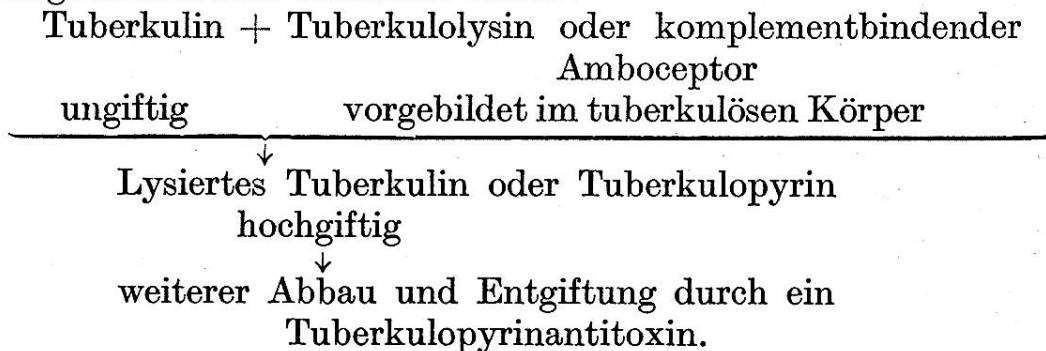 Tuberkulin + Tuberkulolysin oder komplementbindender
Amboceptor
ungiftig vorgebildet im tuberkulösen Körper
↓
Lysiertes Tuberkulin oder Tuberkulopyrin
hochgiftig
↓
weiterer Abbau und Entgiftung durch ein
Tuberkulopyrinantitoxin.